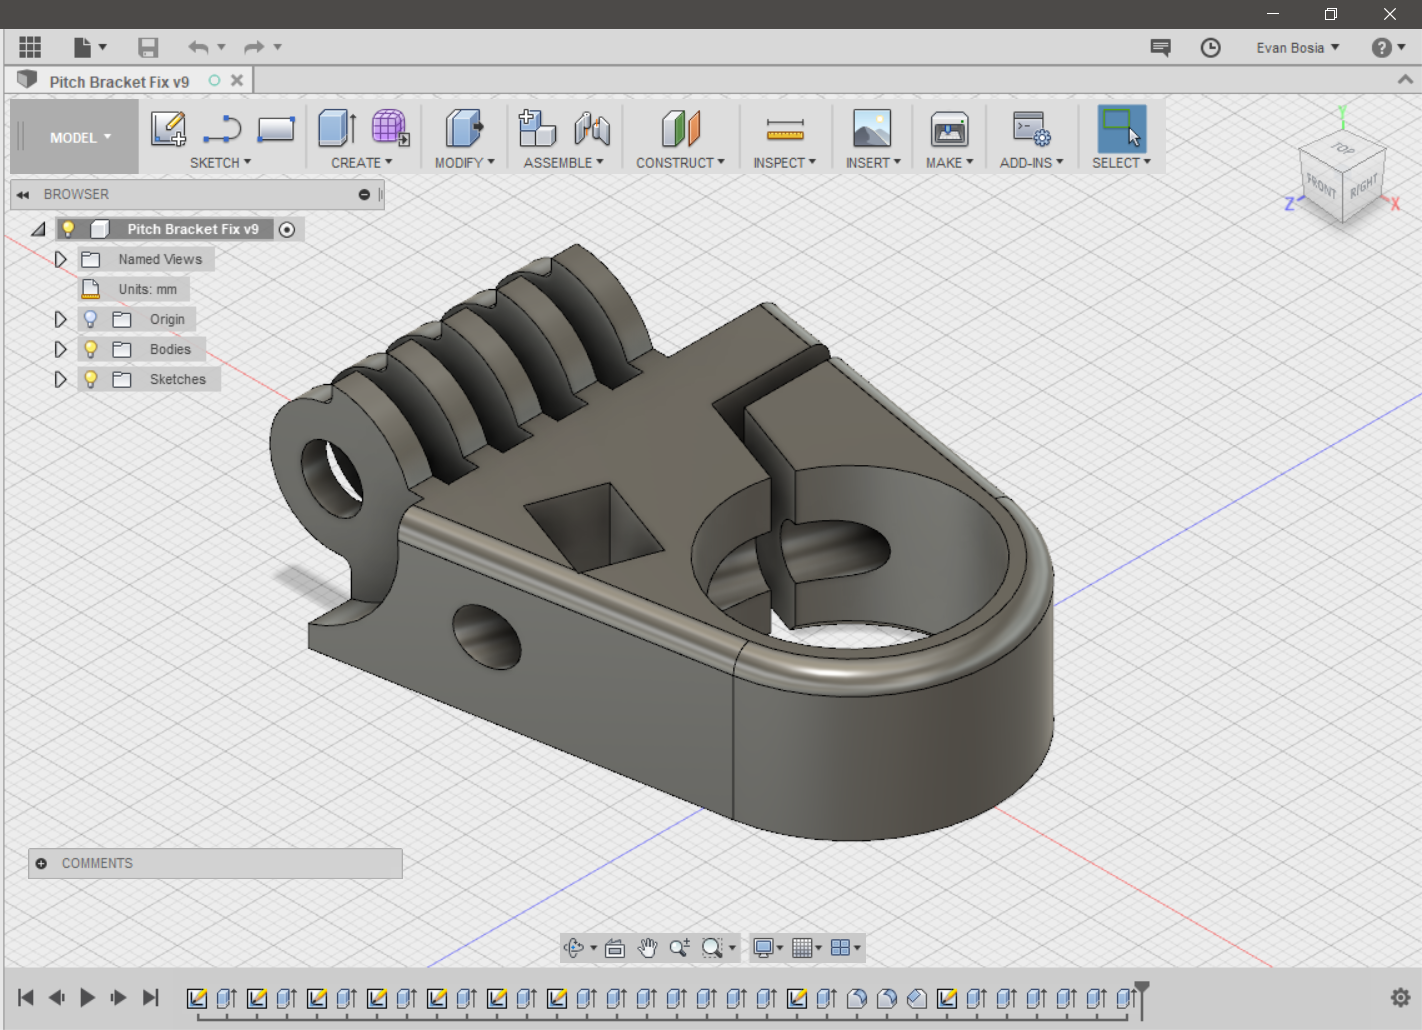 Evan Bosia
Pitch Bracket Fix v9
MODEL
SKETCH
CREATE
MODIFY
ASSEMBLE
CONSTRUCT
INSPECT
INSERT
MAKE
ADD-INS
SELECT
Y
TOP
FRONT
RIGHT
Z
X
BROWSER
Pitch Bracket Fix v9
Named Views
Units: mm
Origin
Bodies
Sketches
COMMENTS